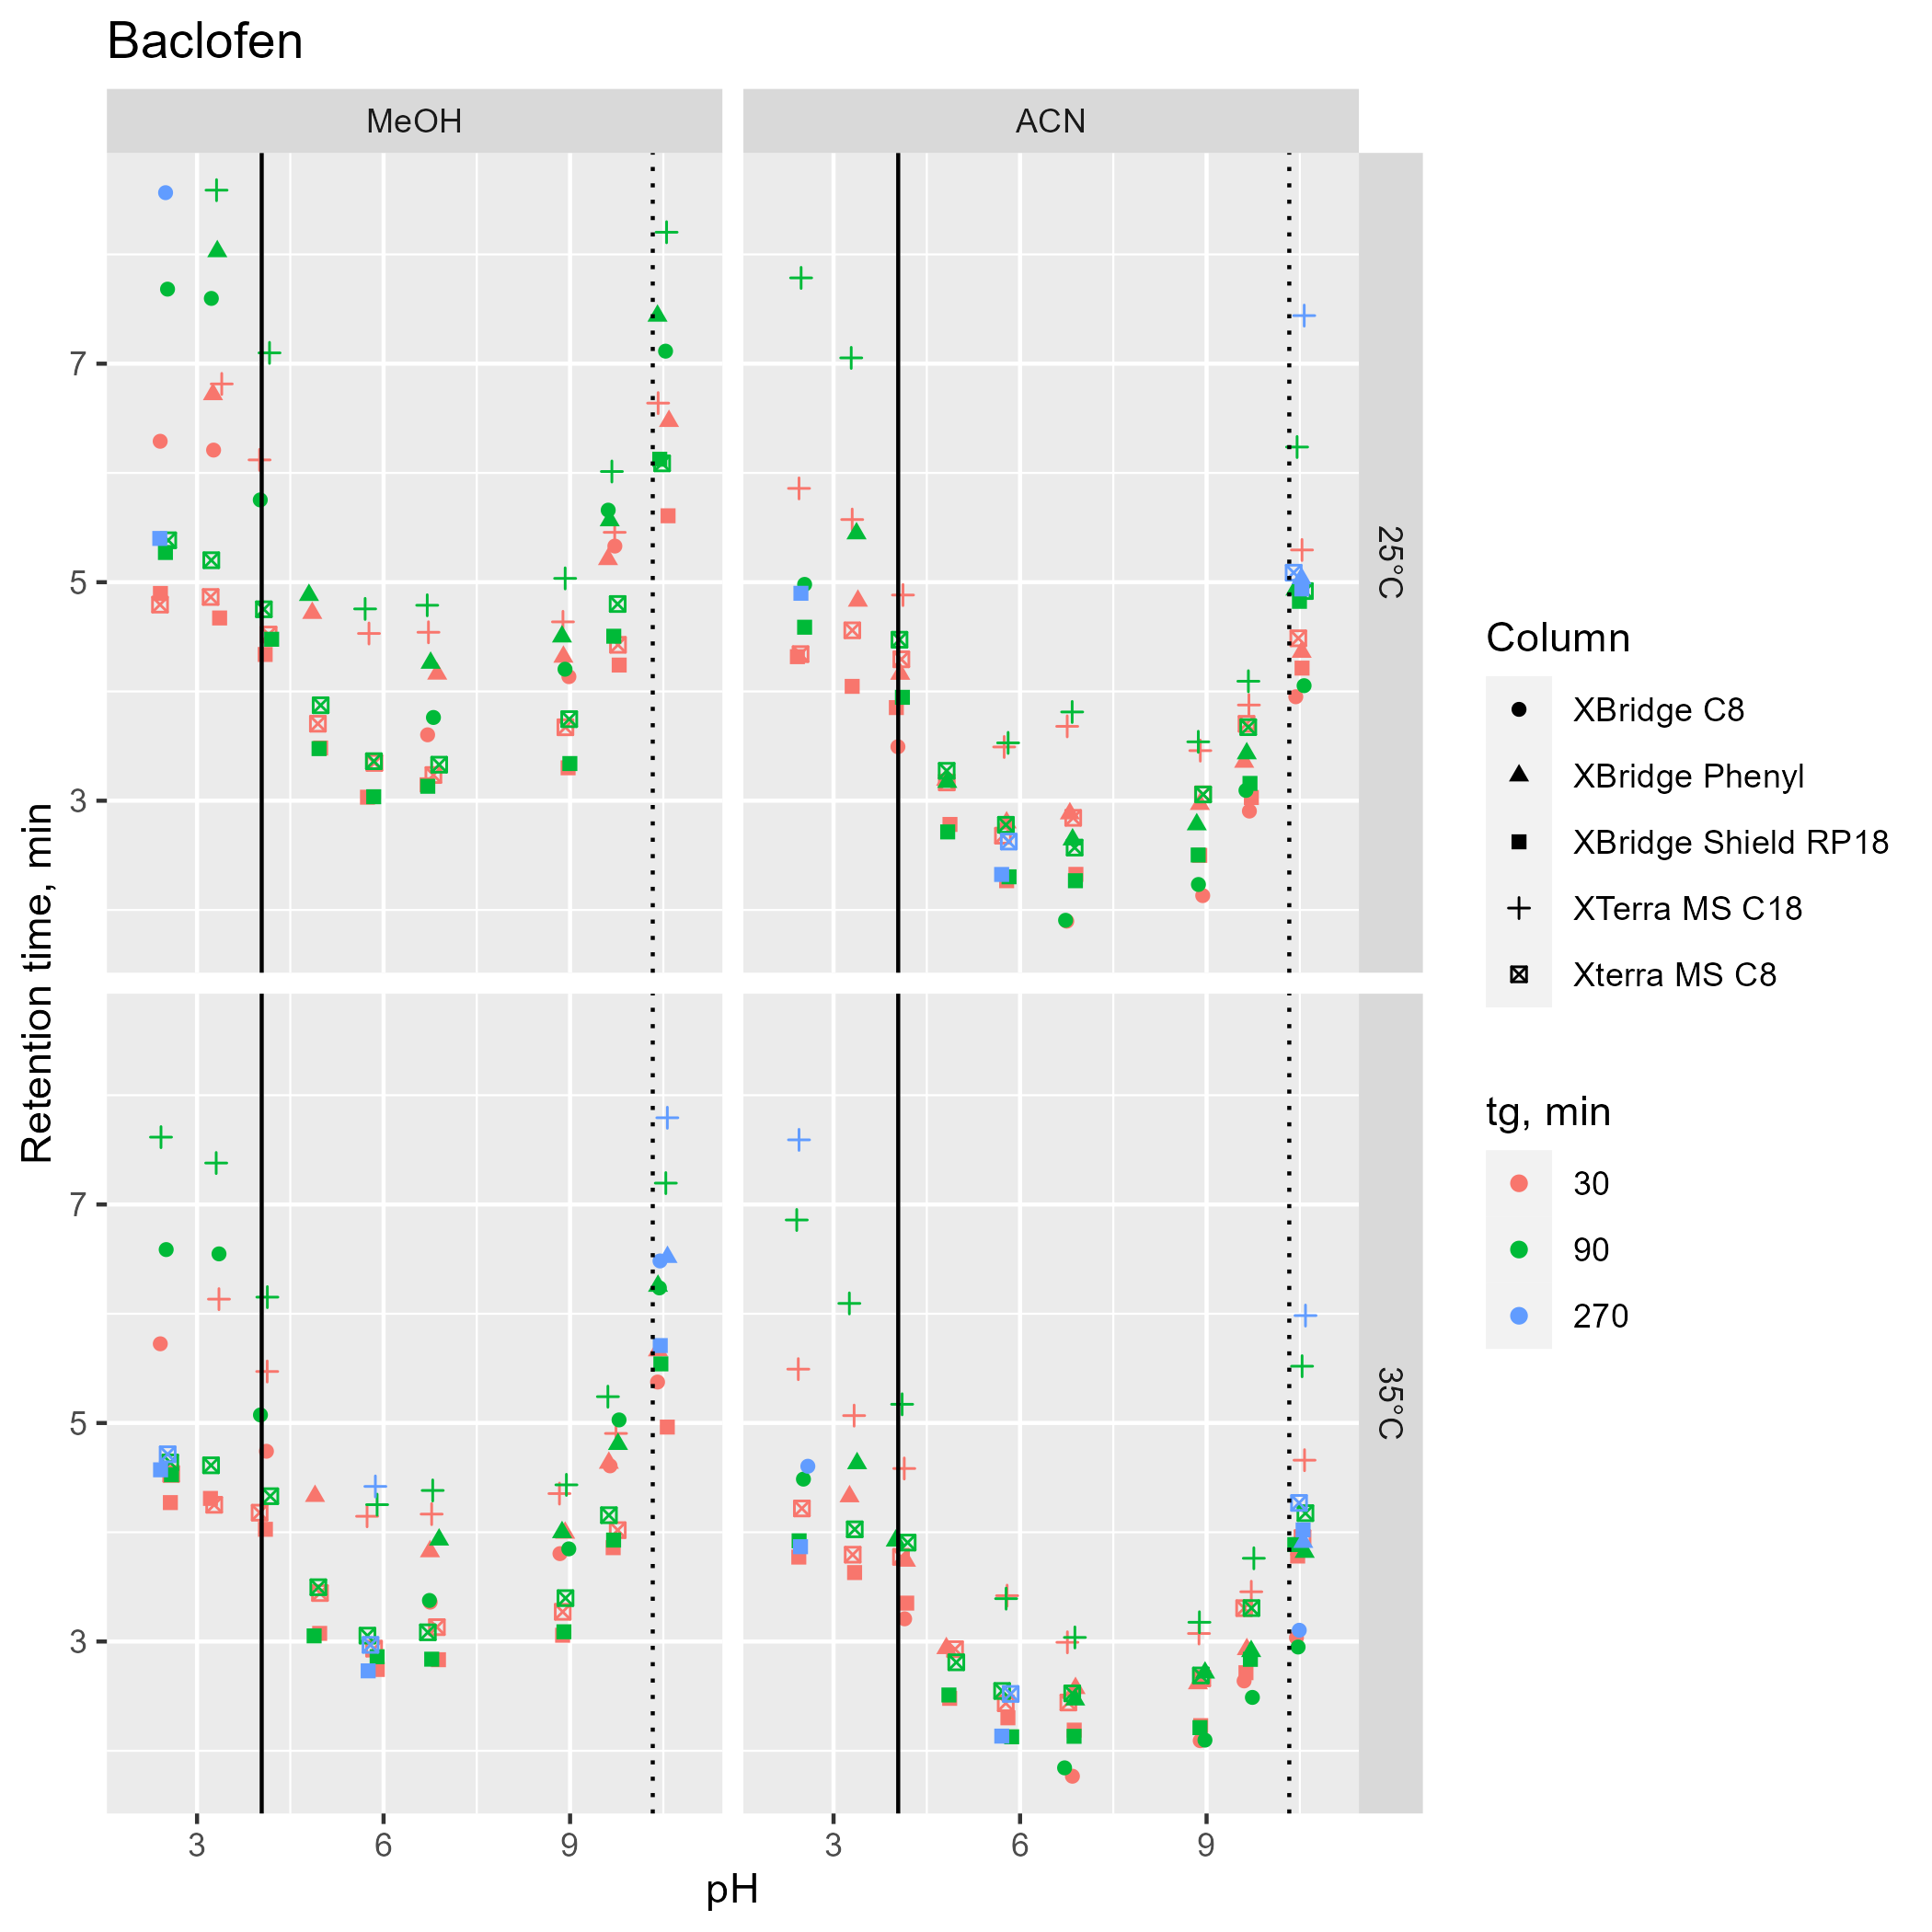 Baclofen
MeOH
ACN
25°C
35°C
7
5
3
7
5
3
3
6
9
3
6
9
Retention time, min
pH
Column
XBridge C8
XBridge Phenyl
XBridge Shield RP18
XTerra MS C18
Xterra MS C8
tg, min
30
90
270